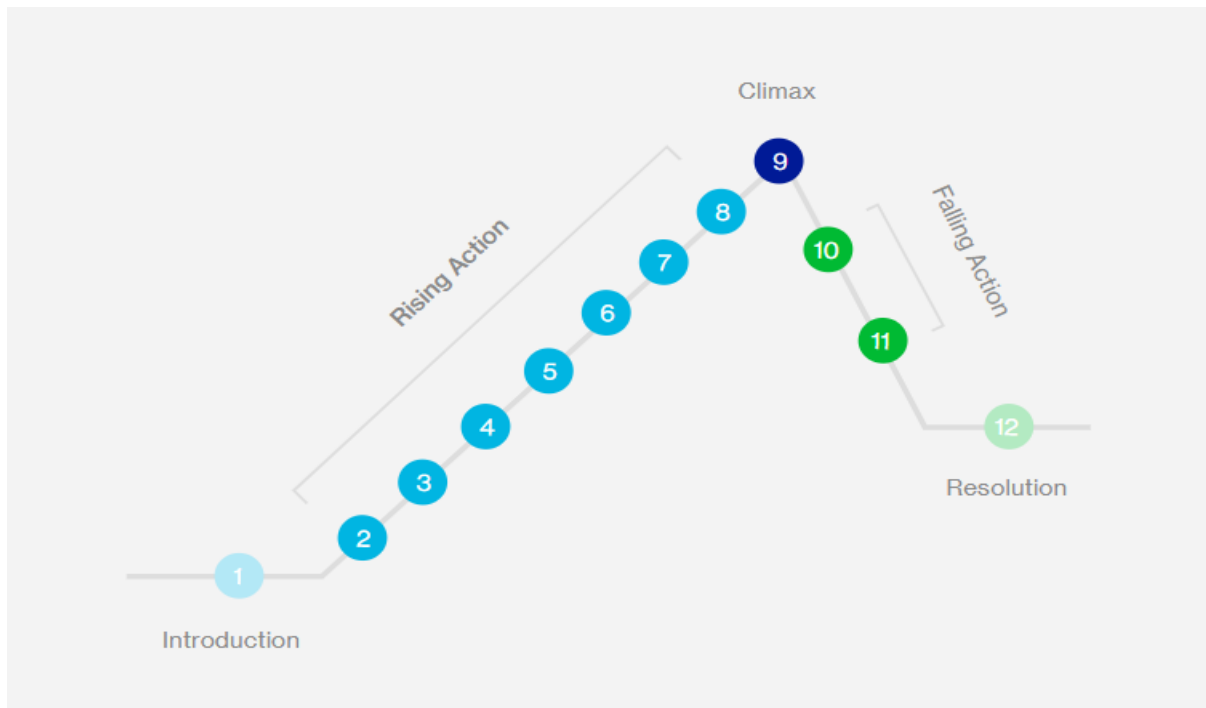 Climax
9
8
Falling Action
10
7
Rising Action
6
11
5
4
12
3
Resolution
2
1
Introduction